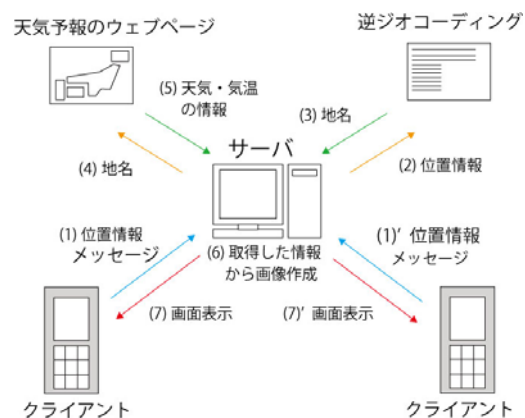 天気予報のウェブページ
逆ジオコーディング
(5) 天気・気温
の情報
(3) 地名
サーバ
(4) 地名
(2) 位置情報
(1) 位置情報
メッセージ
(6) 取得した情報
から画像作成
(1)′ 位置情報
メッセージ
(7) 画面表示
(7)′ 画面表示
クライアント
クライアント